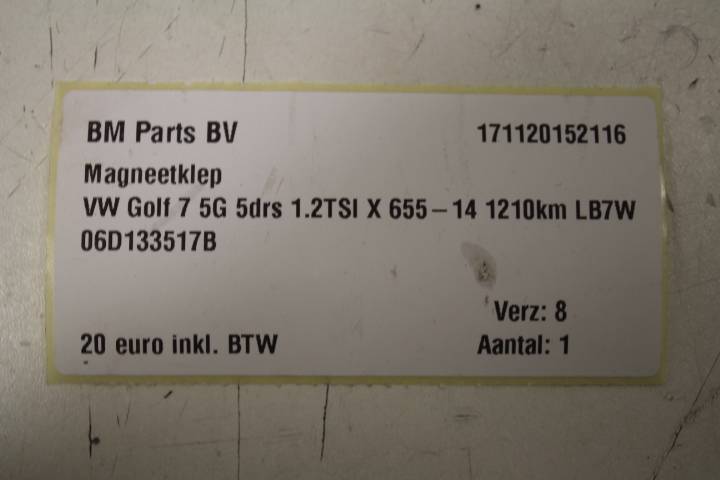 BM Parts BV 171120152116
Magneetklep
VW Golf 7 5G 5drs 1.2TSI X 655-14 1210km LB7W
06D133517B
Verz: 8
20 euro inkl. BTW Aantal: 1